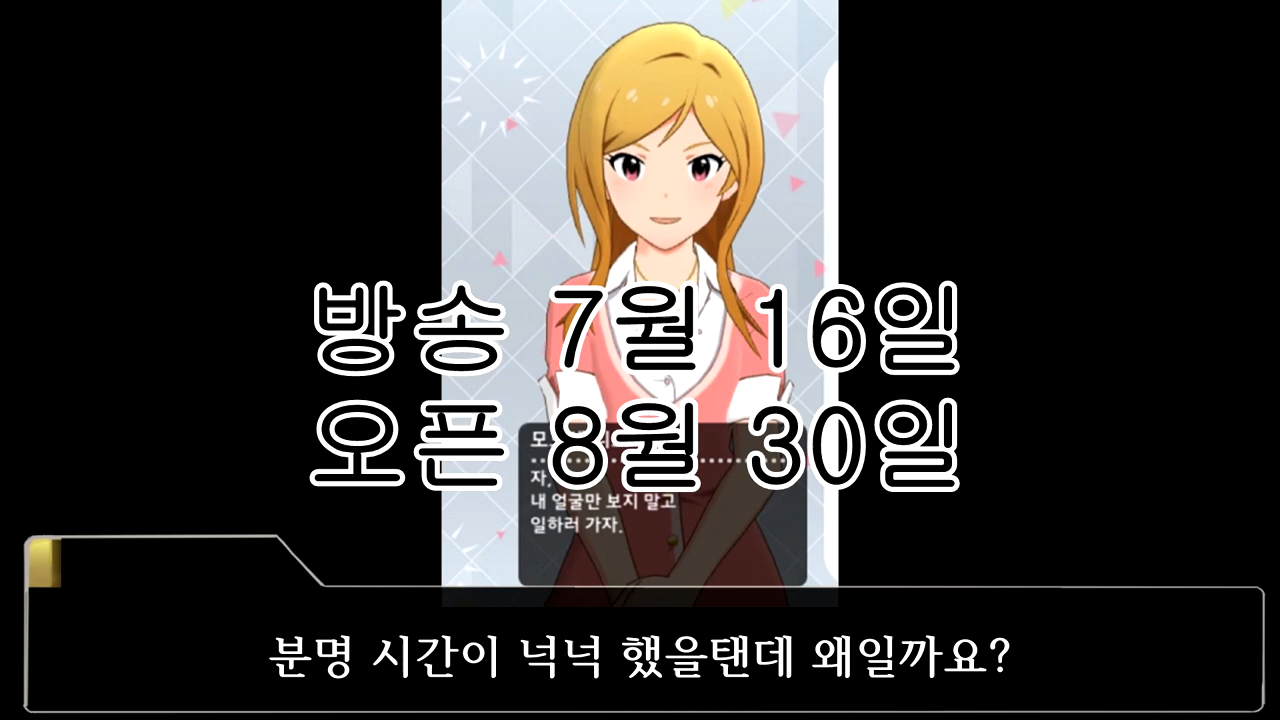 방송 7월 16일
오픈 8월 30일
자,
내 얼굴만 보지 말고
일하러 가자.
분명 시간이 넉넉 했을탠데 왜일까요?